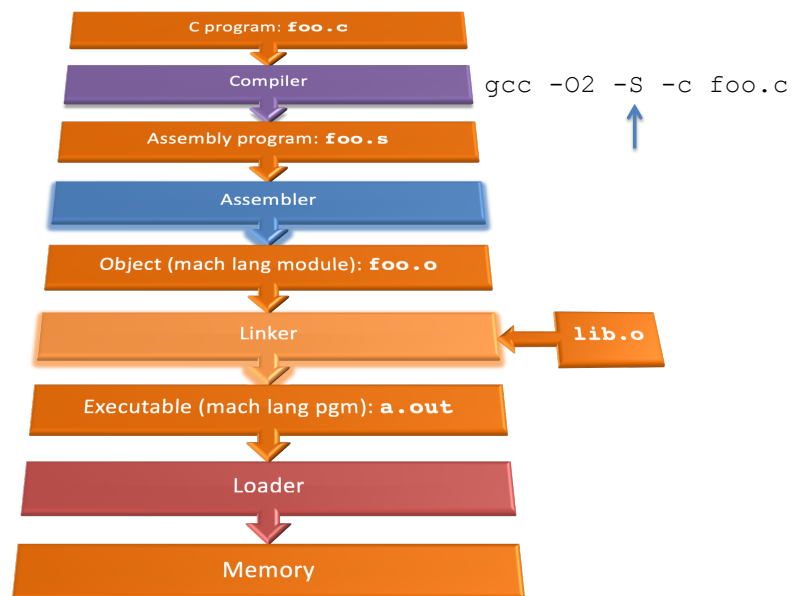 C program: foo.c
Compiler
gcc -O2 -S -c foo.c
Assembly program: foo.s
Assembler
Object (mach lang module): foo.o
Linker
lib.o
Executable (mach lang pgm): a.out
Loader
Memory